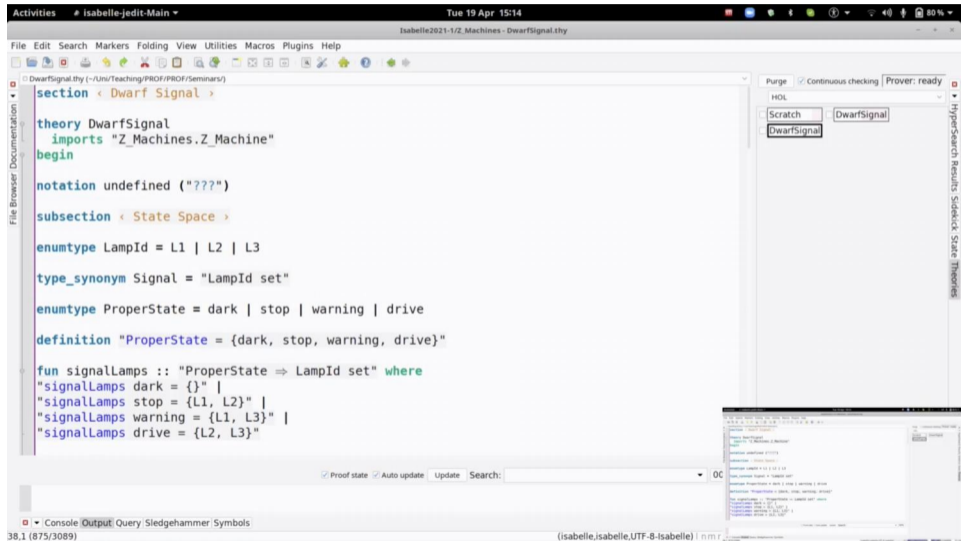 Activities
isabelle-jedit-Main
Tue 19 Apr 15:14
80 %
Isabelle2021-1/Z_Machines - DwarfSignal.thy
File Edit Search Markers Folding View Utilities Macros Plugins Help
DwarfSignal.thy (~/Uni/Teaching/PROF/PROF/Seminars/)
section ‹ Dwarf Signal ›
theory DwarfSignal
imports "Z_Machines.Z_Machine"
begin
notation undefined ("???")
subsection ‹ State Space ›
enumtype LampId = L1 | L2 | L3
type_synonym Signal = "LampId set"
enumtype ProperState = dark | stop | warning | drive
definition "ProperState = {dark, stop, warning, drive}"
fun signalLamps :: "ProperState ⇒ LampId set" where
"signalLamps dark = {}" |
"signalLamps stop = {L1, L2}" |
"signalLamps warning = {L1, L3}" |
"signalLamps drive = {L2, L3}"
File Browser Documentation
Purge Continuous checking Prover: ready
HOL
Scratch DwarfSignal
DwarfSignal
HyperSearch Results Sidekick State Theories
Proof state Auto update Update Search:
Console Output Query Sledgehammer Symbols
38,1 (875/3089)
(isabelle,isabelle,UTF-8-Isabelle)